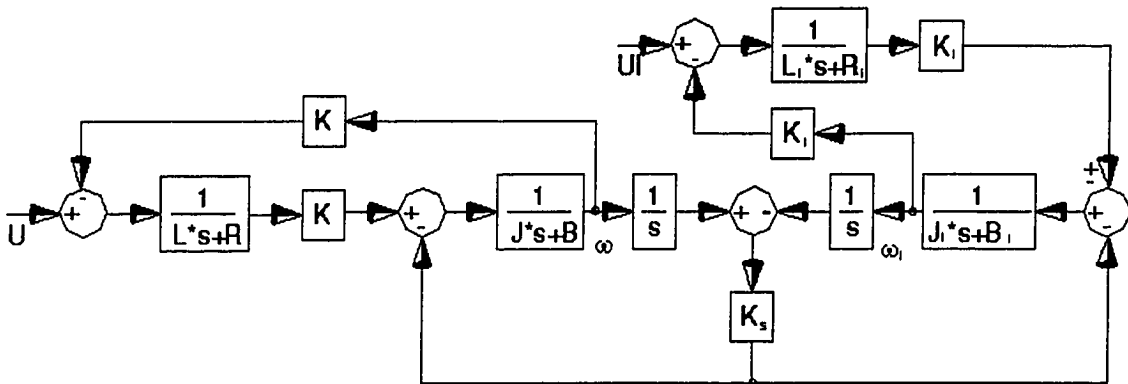 UI
+
-
1
L₁*s+R₁
K₁
K₁
K
±
+
-
U
+
-
1
L*s+R
K
+
-
1
J*s+B
ω
1
s
+
-
1
s
ω₁
1
J₁*s+B₁
Kₛ